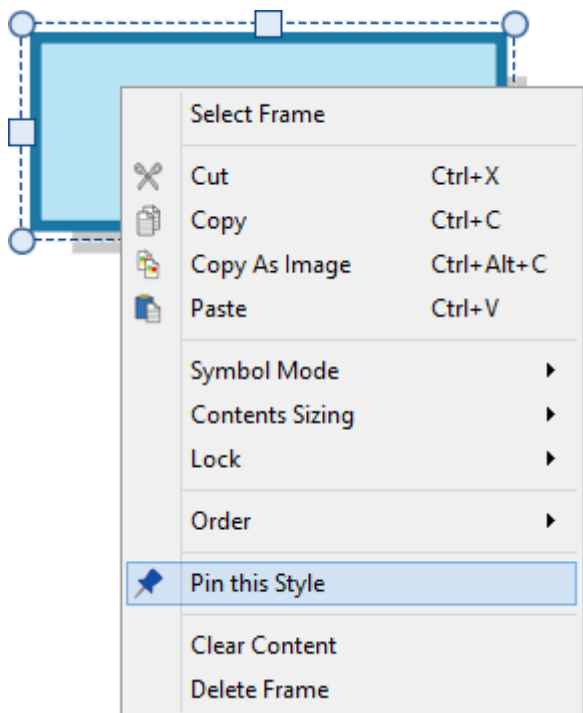 Select Frame
Cut Ctrl+X
Copy Ctrl+C
Copy As Image Ctrl+Alt+C
Paste Ctrl+V
Symbol Mode
Contents Sizing
Lock
Order
Pin this Style
Clear Content
Delete Frame